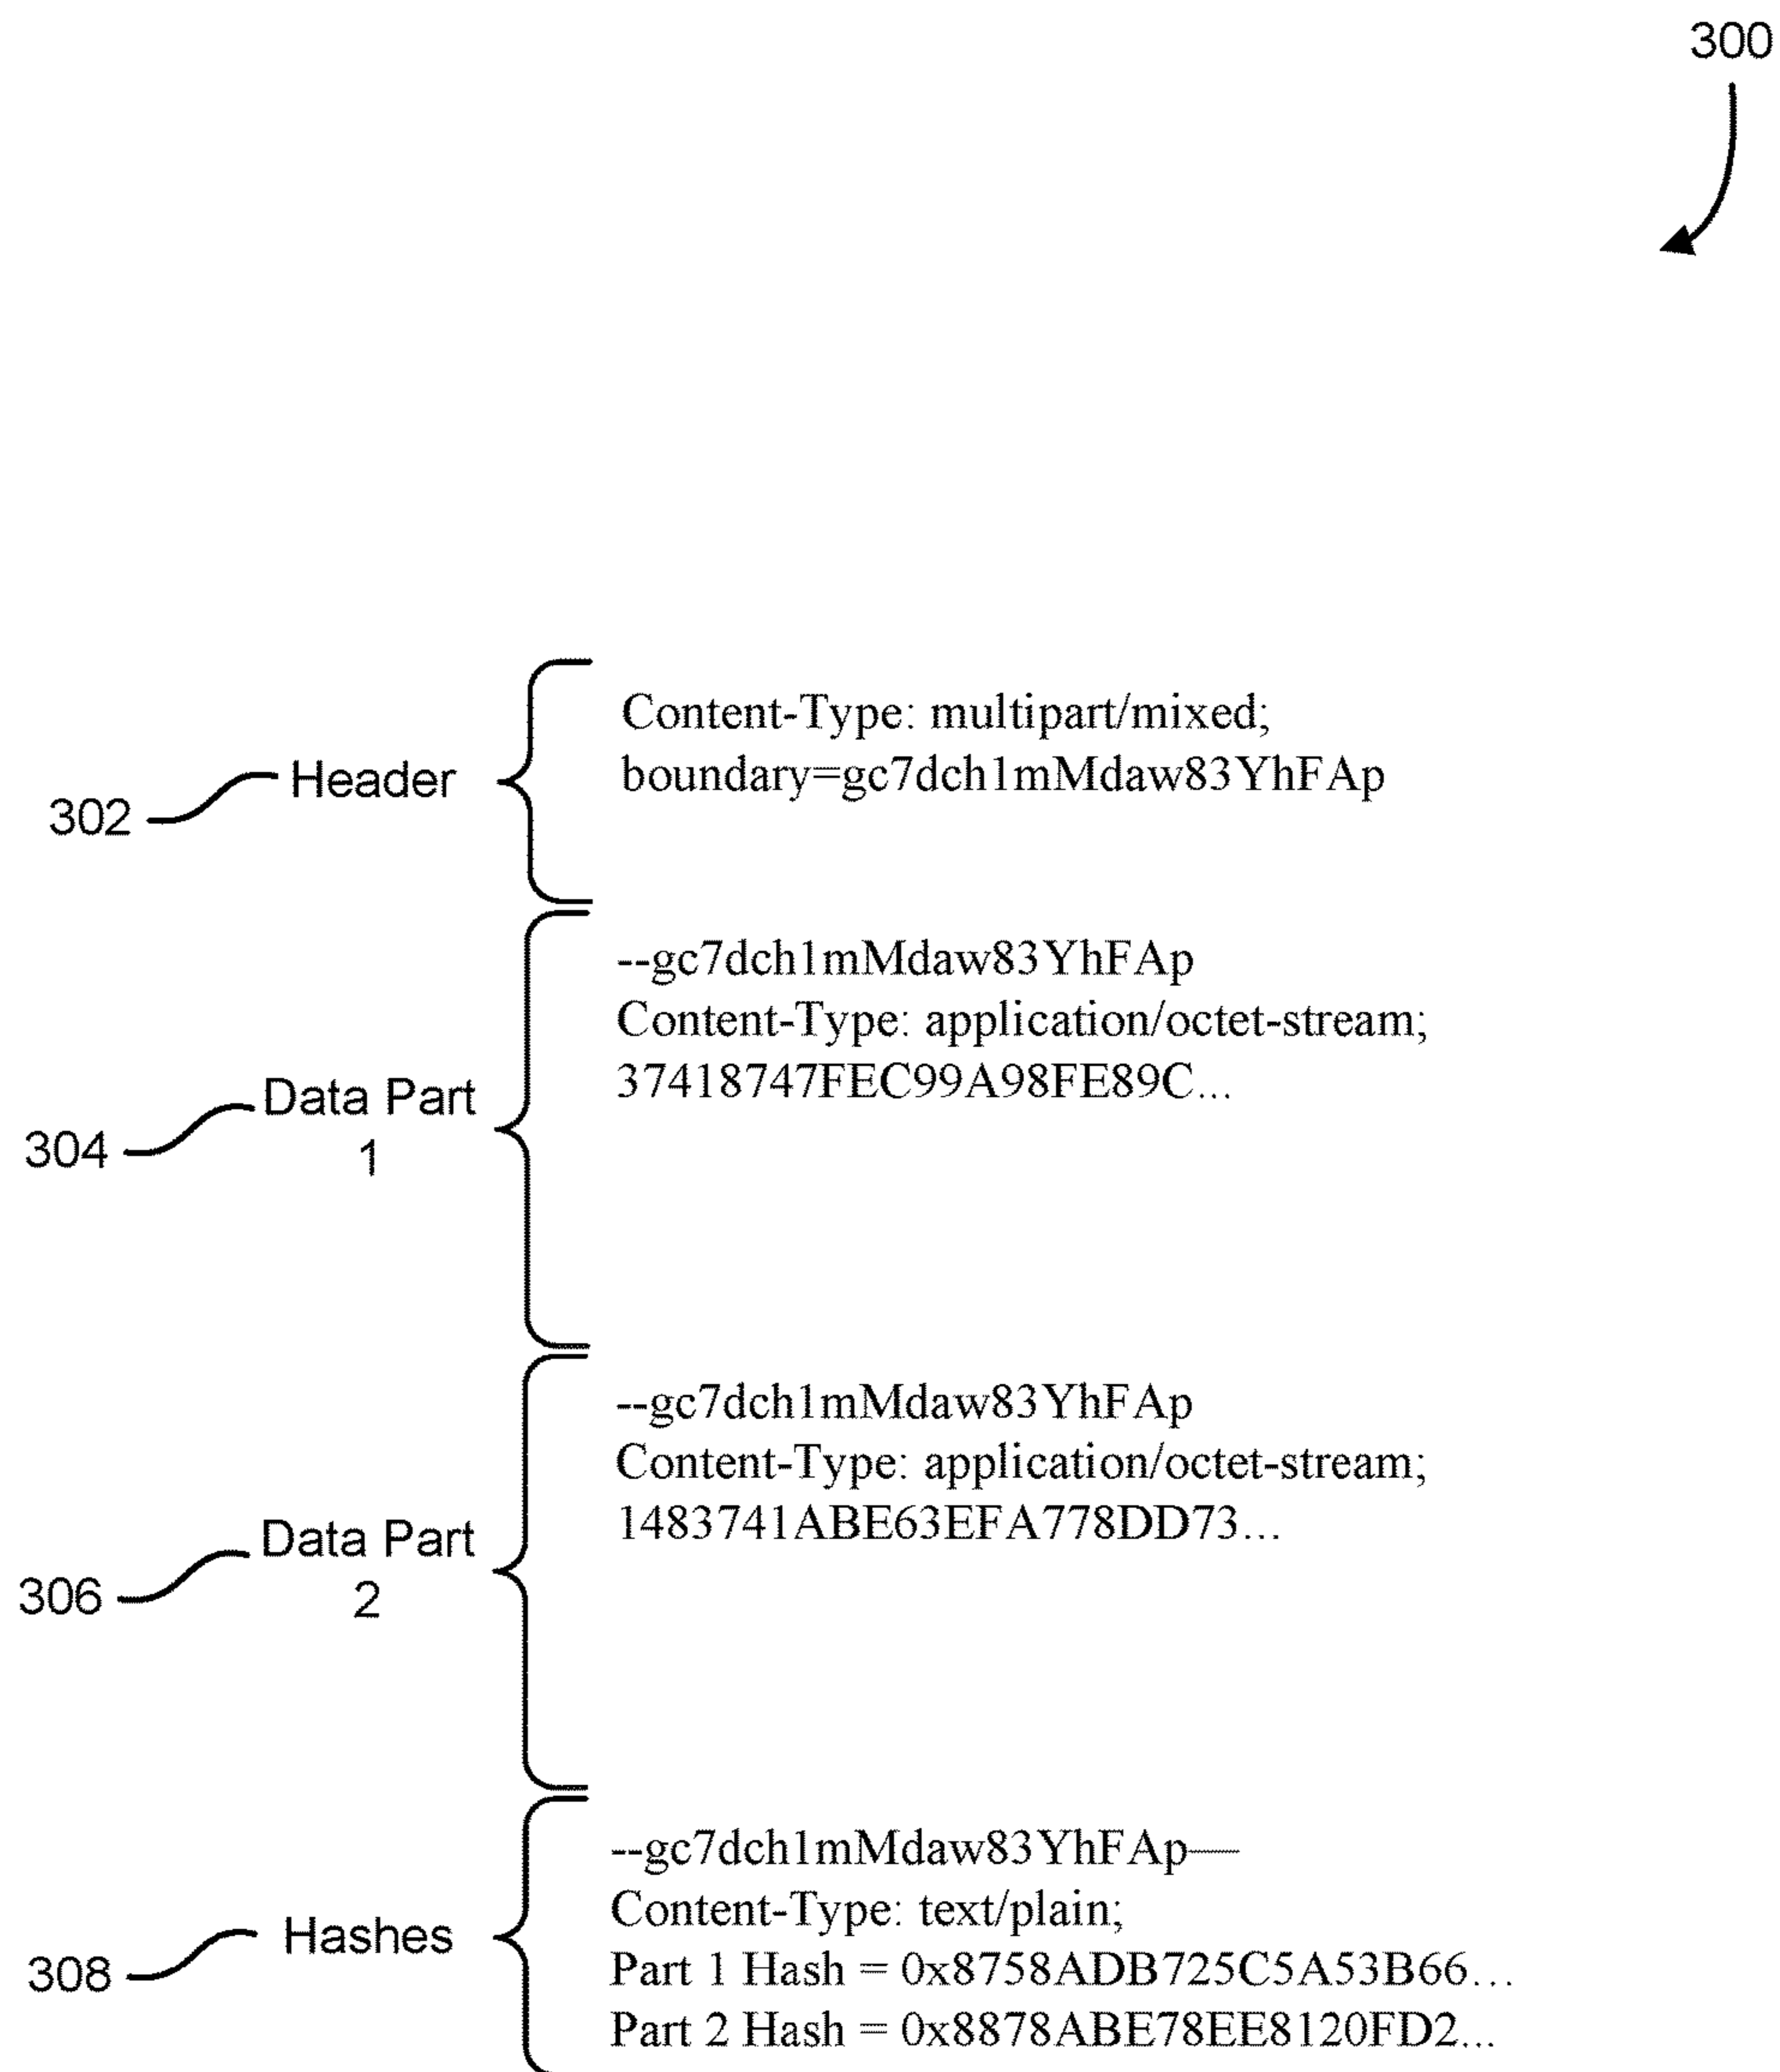 300
302
Header
Content-Type: multipart/mixed;
boundary=gc7dch1mMdaw83YhFAp
304
Data Part
1
--gc7dch1mMdaw83YhFAp
Content-Type: application/octet-stream;
37418747FEC99A98FE89C...
306
Data Part
2
--gc7dch1mMdaw83YhFAp
Content-Type: application/octet-stream;
1483741ABE63EFA778DD73...
308
Hashes
--gc7dch1mMdaw83YhFAp—
Content-Type: text/plain;
Part 1 Hash = 0x8758ADB725C5A53B66...
Part 2 Hash = 0x8878ABE78EE8120FD2...